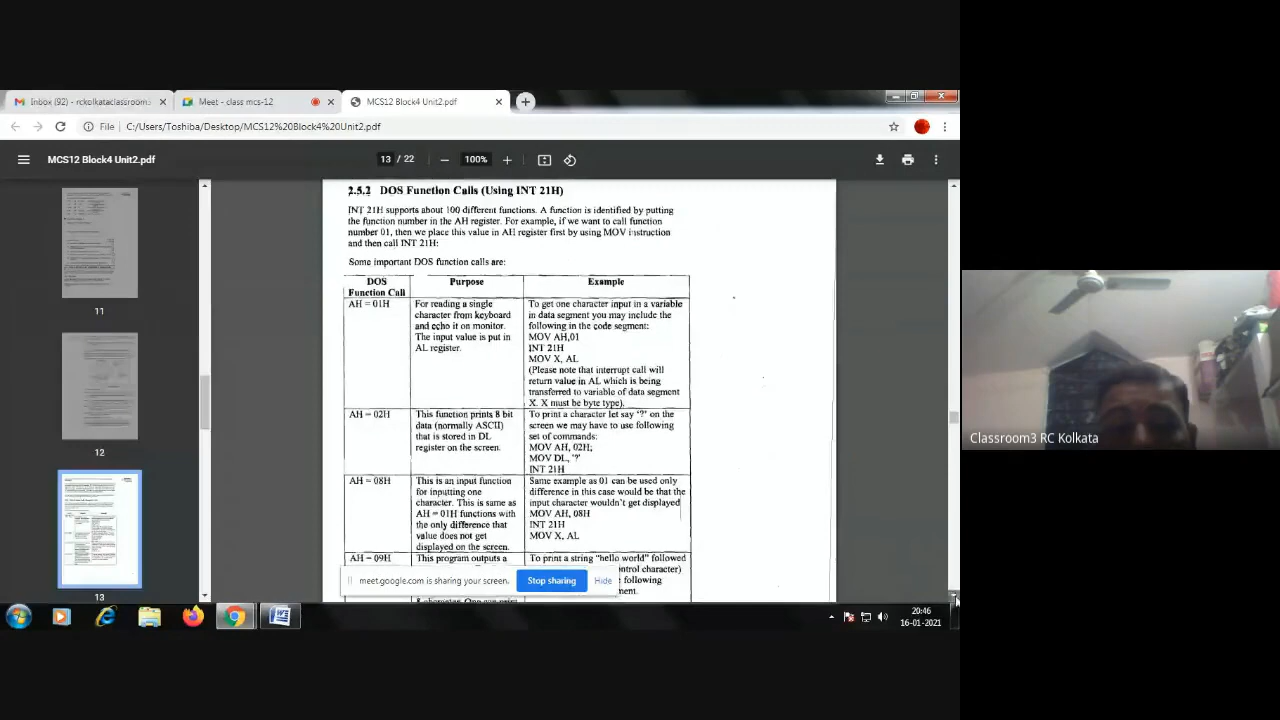 Inbox (92) - rckolkataclassroom
Meet - class mcs-12
MCS12 Block4 Unit2.pdf
File
C:/Users/Toshiba/Desktop/MCS12%20Block4%20Unit2.pdf
MCS12 Block4 Unit2.pdf
13 / 22
100%
2.5.2 DOS Function Calls (Using INT 21H)
INT 21H supports about 100 different functions. A function is identified by putting
the function number in the AH register. For example, if we want to call function
number 01, then we place this value in AH register first by using MOV instruction
and then call INT 21H:
Some important DOS function calls are:
DOS
Function Call
Purpose
Example
AH = 01H
For reading a single
character from keyboard
and echo it on monitor.
The input value is put in
AL register.
To get one character input in a variable
in data segment you may include the
following in the code segment:
MOV AH,01
INT 21H
MOV X, AL
(Please note that interrupt call will
return value in AL which is being
transferred to variable of data segment
X. X must be byte type).
AH = 02H
This function prints 8 bit
data (normally ASCII)
that is stored in DL
register on the screen.
To print a character let say '?' on the
screen we may have to use following
set of commands:
MOV AH, 02H;
MOV DL, '?'
INT 21H
AH = 08H
This is an input function
for inputting one
character. This is same as
AH = 01H functions with
the only difference that
value does not get
displayed on the screen.
Same example as 01 can be used only
difference in this case would be that the
input character wouldn't get displayed
MOV AH, 08H
INT 21H
MOV X, AL
AH = 09H
This program outputs a
To print a string "hello world" followed
character)
following
meet.google.com is sharing your screen.
Stop sharing
Hide
11
12
13
20:46
16-01-2021
Classroom3 RC Kolkata